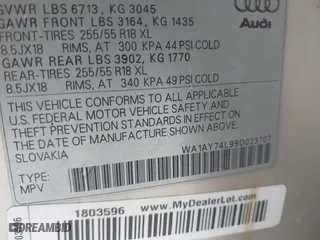 GVWR LBS 6713, KG 3045
GAWR FRONT LBS 3164, KG 1435
FRONT-TIRES 255/55 R18 XL
8.5JX18 RIMS, AT 300 KPA 44 PSI COLD
GAWR REAR LBS 3902, KG 1770
REAR-TIRES 255/55 R18 XL
8.5JX18 RIMS, AT 340 KPA 49 PSI COLD
Audi
THIS VEHICLE CONFORMS TO ALL APPLICABLE
FEDERAL MOTOR VEHICLE SAFETY STANDARDS
IN EFFECT ON THE DATE OF MANUFACTURE
SHOWN ABOVE.
SLOVAKIA
WA1AY74L99D023707
TYPE:
MPV
1803596
www.MyDealerLot.com
DEALERSHIP AUCTION